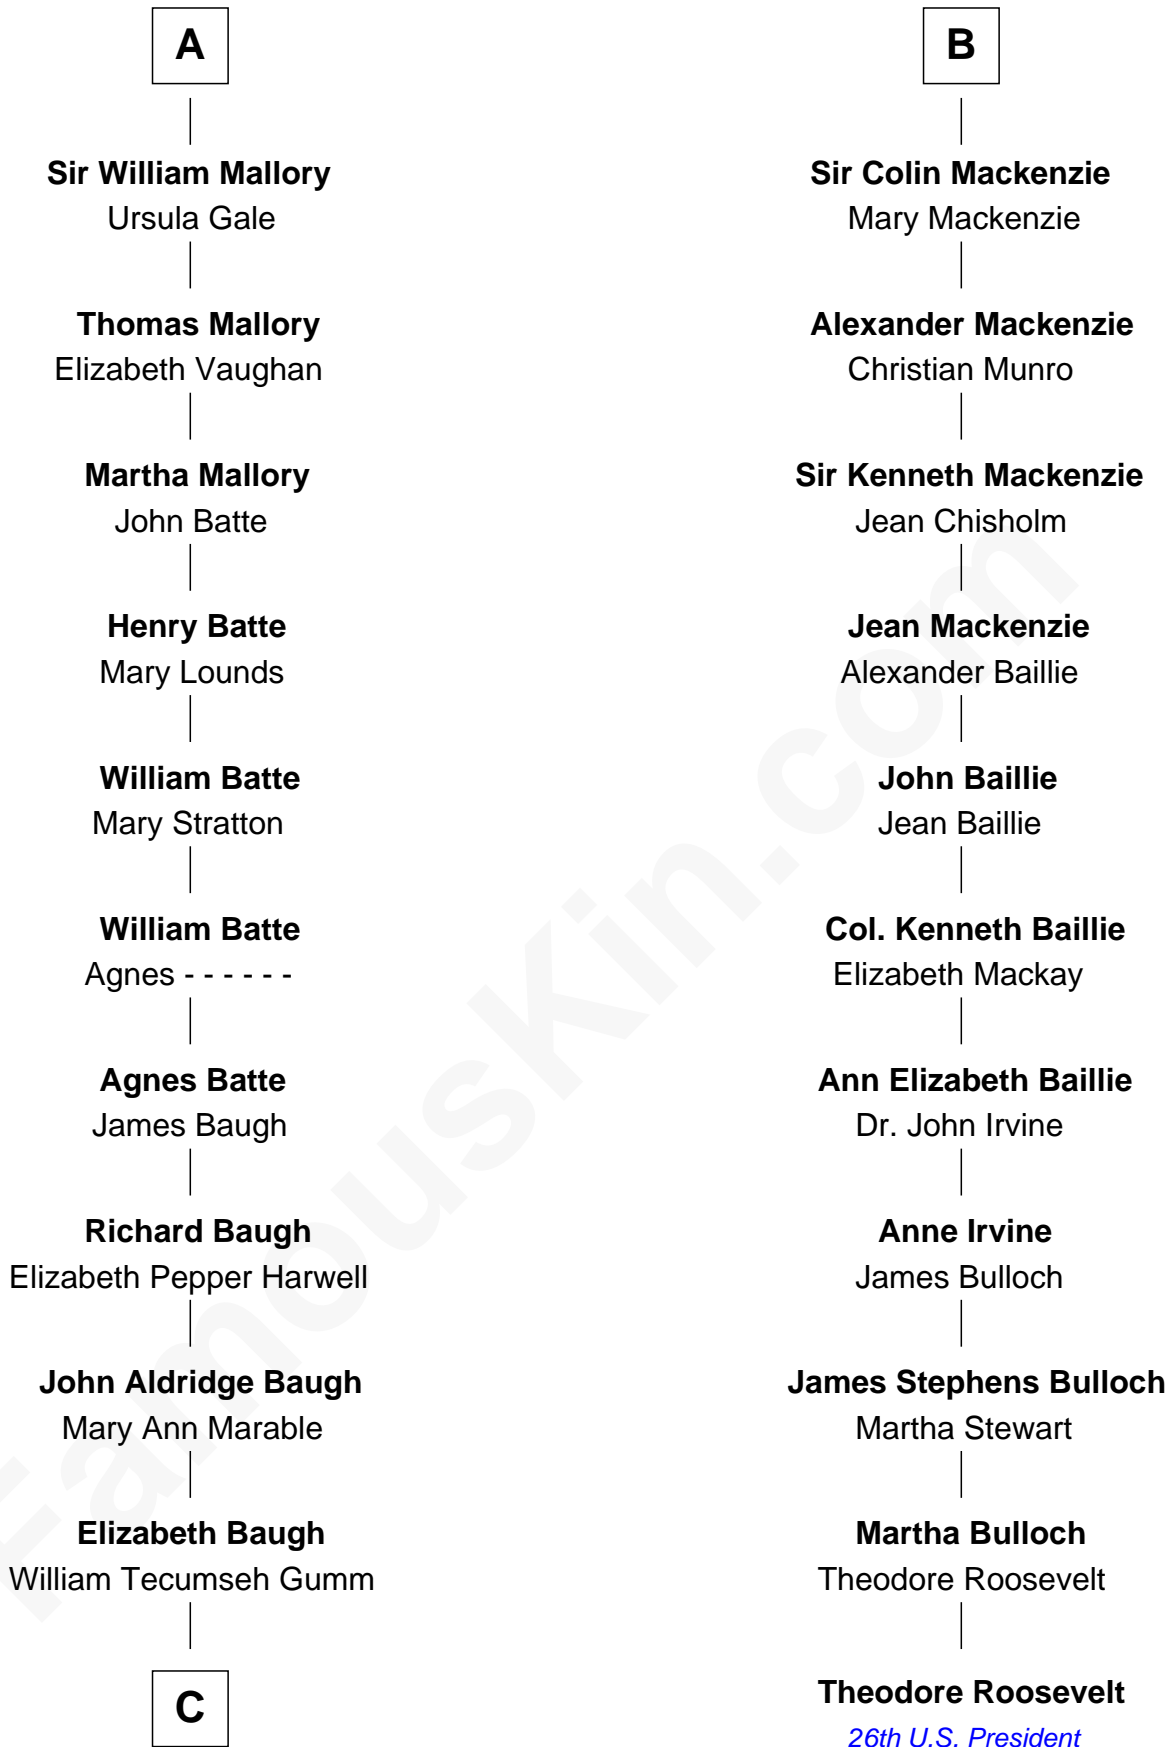 A
Sir William Mallory
Ursula Gale
Thomas Mallory
Elizabeth Vaughan
Martha Mallory
John Batte
Henry Batte
Mary Lounds
William Batte
Mary Stratton
William Batte
Agnes - - - - - -
Agnes Batte
James Baugh
Richard Baugh
Elizabeth Pepper Harwell
John Aldridge Baugh
Mary Ann Marable
Elizabeth Baugh
William Tecumseh Gumm
C
B
Sir Colin Mackenzie
Mary Mackenzie
Alexander Mackenzie
Christian Munro
Sir Kenneth Mackenzie
Jean Chisholm
Jean Mackenzie
Alexander Baillie
John Baillie
Jean Baillie
Col. Kenneth Baillie
Elizabeth Mackay
Ann Elizabeth Baillie
Dr. John Irvine
Anne Irvine
James Bulloch
James Stephens Bulloch
Martha Stewart
Martha Bulloch
Theodore Roosevelt
Theodore Roosevelt
26th U.S. President
FamousKin.com